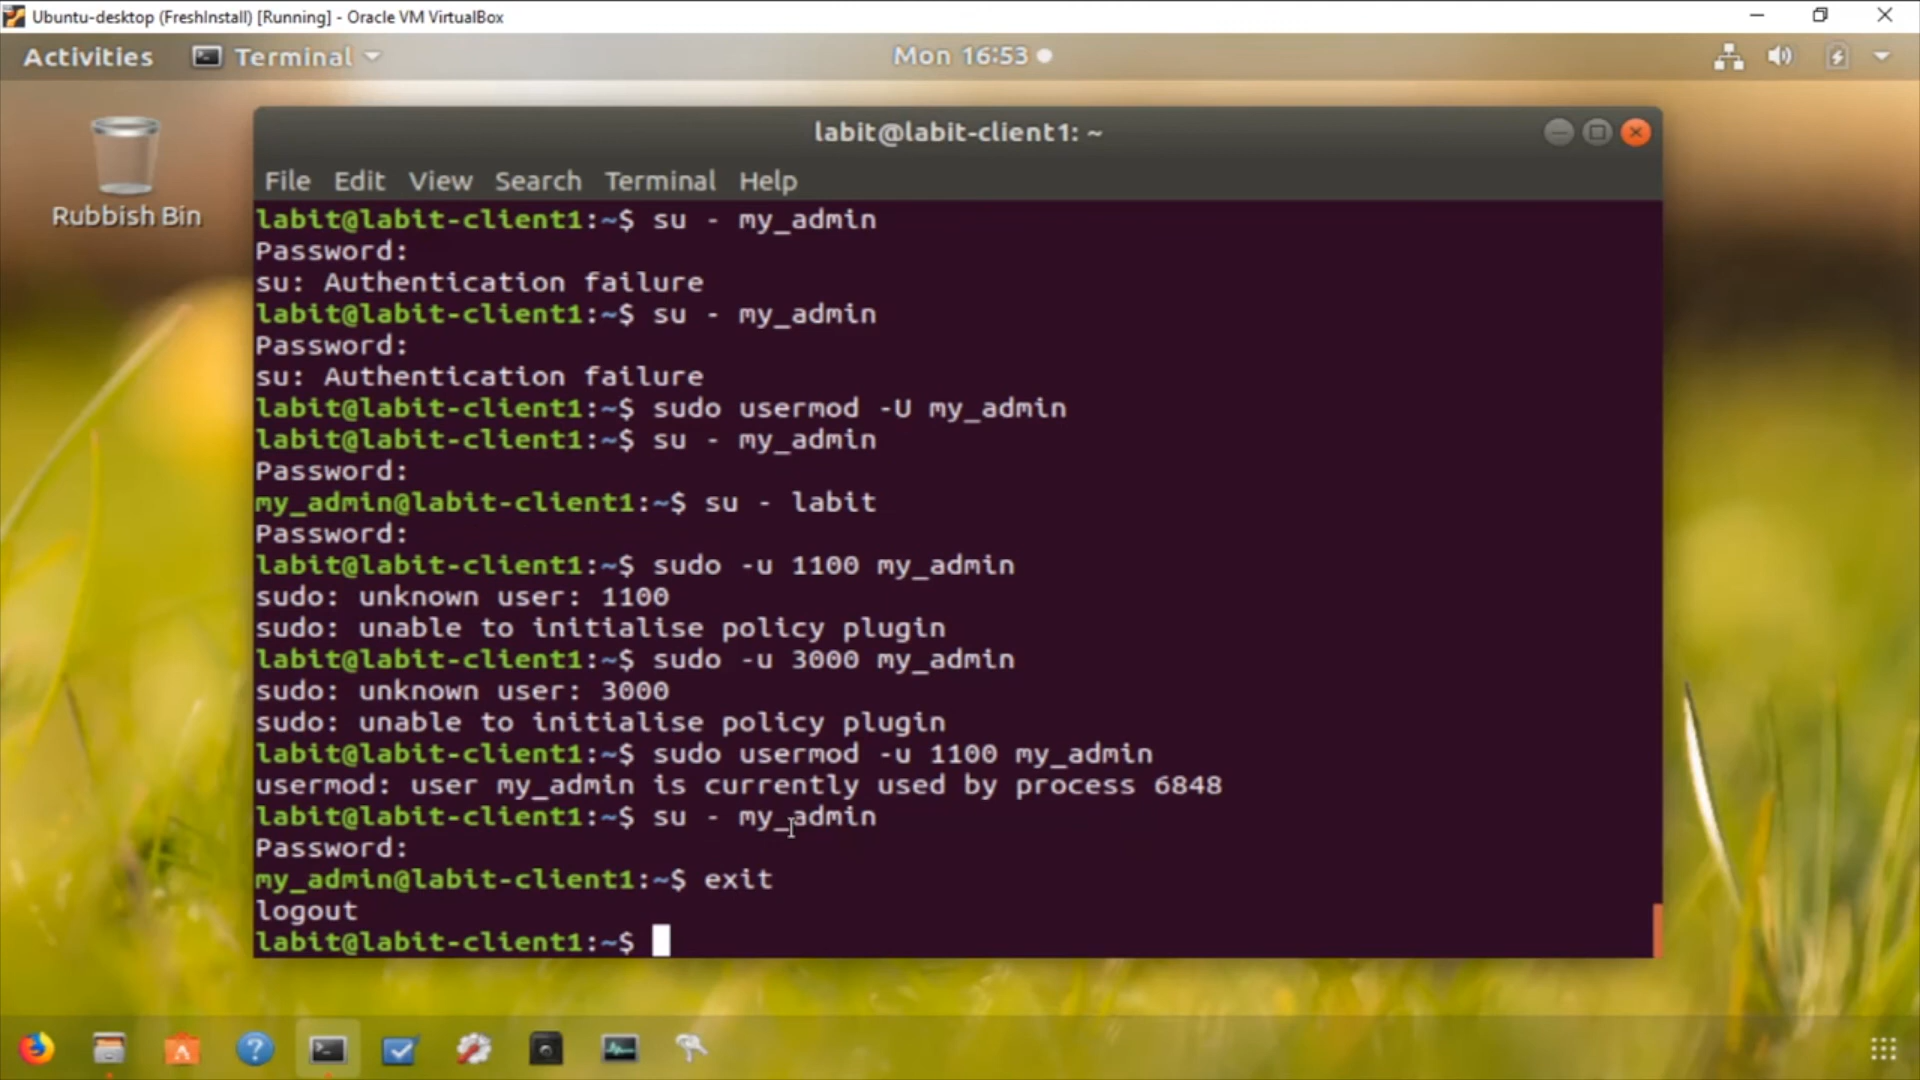 Ubuntu-desktop (FreshInstall) [Running] - Oracle VM VirtualBox
Activities Terminal Mon 16:53
Rubbish Bin
labit@labit-client1: ~
File Edit View Search Terminal Help
labit@labit-client1:~$ su - my_admin
Password:
su: Authentication failure
labit@labit-client1:~$ su - my_admin
Password:
su: Authentication failure
labit@labit-client1:~$ sudo usermod -U my_admin
labit@labit-client1:~$ su - my_admin
Password:
my_admin@labit-client1:~$ su - labit
Password:
labit@labit-client1:~$ sudo -u 1100 my_admin
sudo: unknown user: 1100
sudo: unable to initialise policy plugin
labit@labit-client1:~$ sudo -u 3000 my_admin
sudo: unknown user: 3000
sudo: unable to initialise policy plugin
labit@labit-client1:~$ sudo usermod -u 1100 my_admin
usermod: user my_admin is currently used by process 6848
labit@labit-client1:~$ su - my_admin
Password:
my_admin@labit-client1:~$ exit
logout
labit@labit-client1:~$